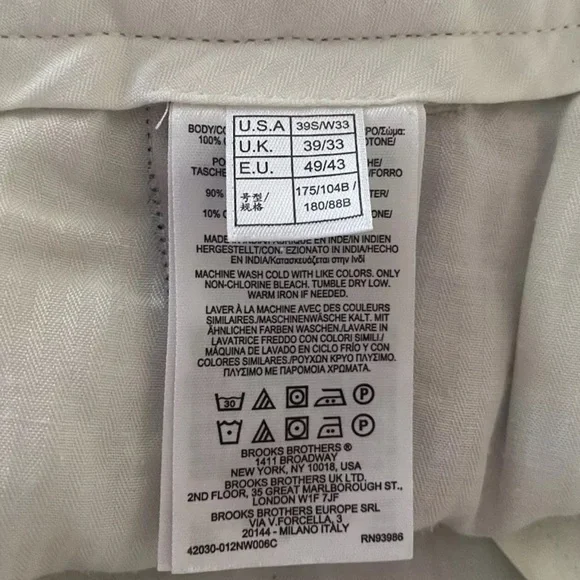 U.S.A 39S/W33
U.K. 39/33
E.U. 49/43
号型/ 175/104B /
规格 180/88B
BODY/CO PO/Σώμα:
100% OTONE/
PO
TASCHE /FORRO
90% TER/
10%
MADE IN INDIA/FABRIQUÉ EN INDE/IN INDIEN
HERGESTELLT/CON EZIONATO IN INDIA/HECHO
EN INDIA/Κατασκευάζεται στην Ινδί
MACHINE WASH COLD WITH LIKE COLORS. ONLY
NON-CHLORINE BLEACH. TUMBLE DRY LOW.
WARM IRON IF NEEDED.
LAVER À LA MACHINE AVEC DES COULEURS
SIMILAIRES./MASCHINENWÄSCHE KALT. MIT
ÄHNLICHEN FARBEN WASCHEN./LAVARE IN
LAVATRICE FREDDO CON COLORI SIMILI./
MÁQUINA DE LAVADO EN CICLO FRÍO Y CON
COLORES SIMILARES./ΡΟΥΧΩΝ ΚΡΥΟ ΠΛΥΣΙΜΟ.
ΠΛΥΣΙΜΟ ΜΕ ΠΑΡΟΜΟΙΑ ΧΡΩΜΑΤΑ.
30 P
P
BROOKS BROTHERS ®
1411 BROADWAY
NEW YORK, NY 10018, USA
BROOKS BROTHERS UK LTD.
2ND FLOOR, 35 GREAT MARLBOROUGH ST.,
LONDON W1F 7JF
BROOKS BROTHERS EUROPE SRL
VIA V.FORCELLA, 3
20144 - MILANO ITALY
42030-012NW006C RN93986